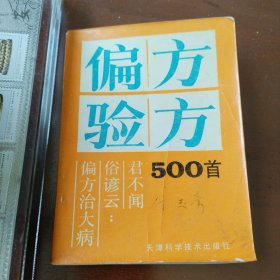 偏方
验方
500首
君不闻
俗谚云：
偏方治大病
天津科学技术出版社